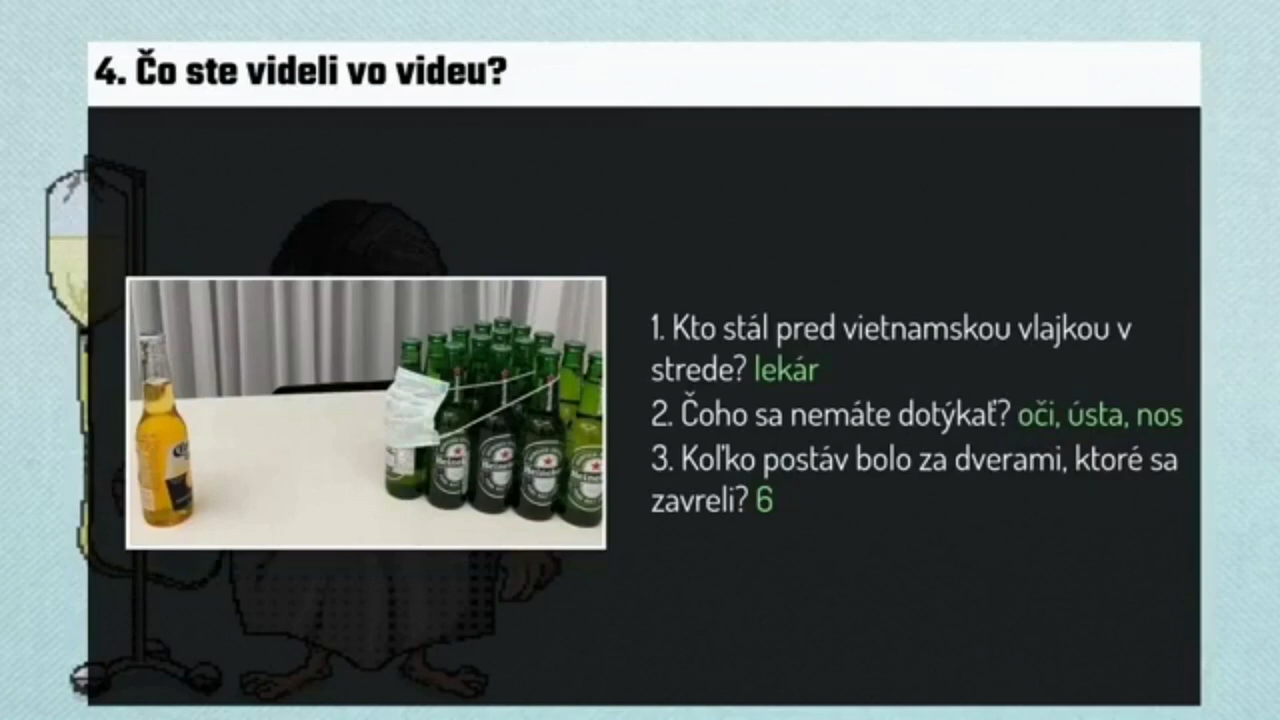 4. Čo ste videli vo videu?
1. Kto stál pred vietnamskou vlajkou v
strede? lekár
2. Čoho sa nemáte dotýkať? oči, ústa, nos
3. Koľko postáv bolo za dverami, ktoré sa
zavreli? 6